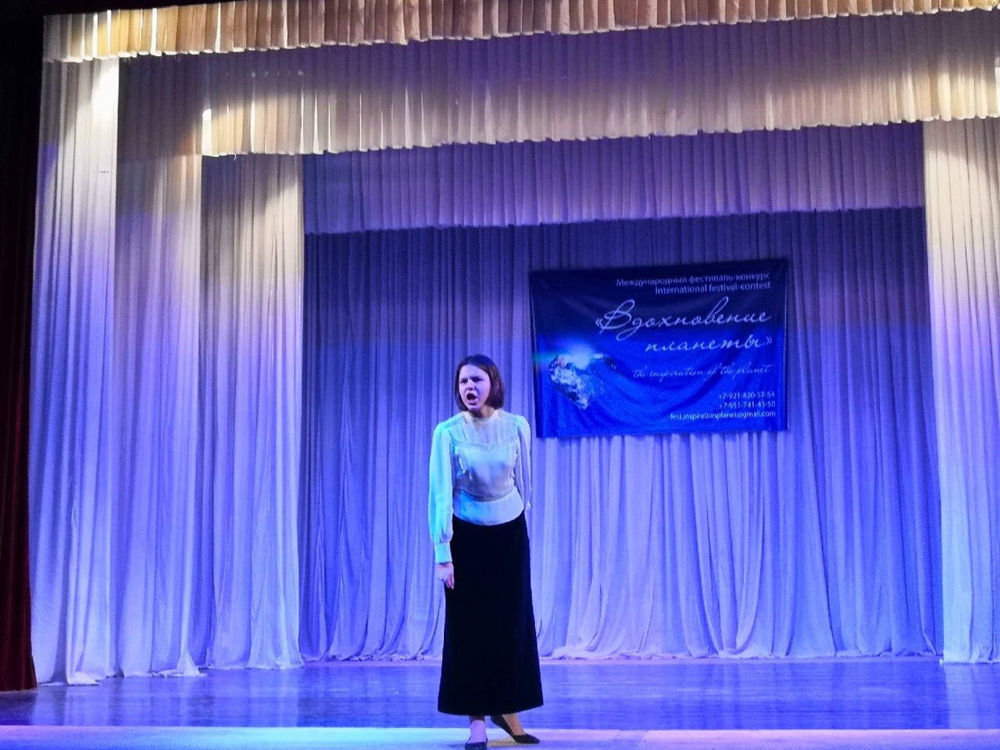 Международный фестиваль-конкурс
International festival-contest
«Вдохновение
планеты»
the inspiration of the planet
+7-921-820-57-54
+7-951-741-43-50
fest.inspirationplanet@gmail.com